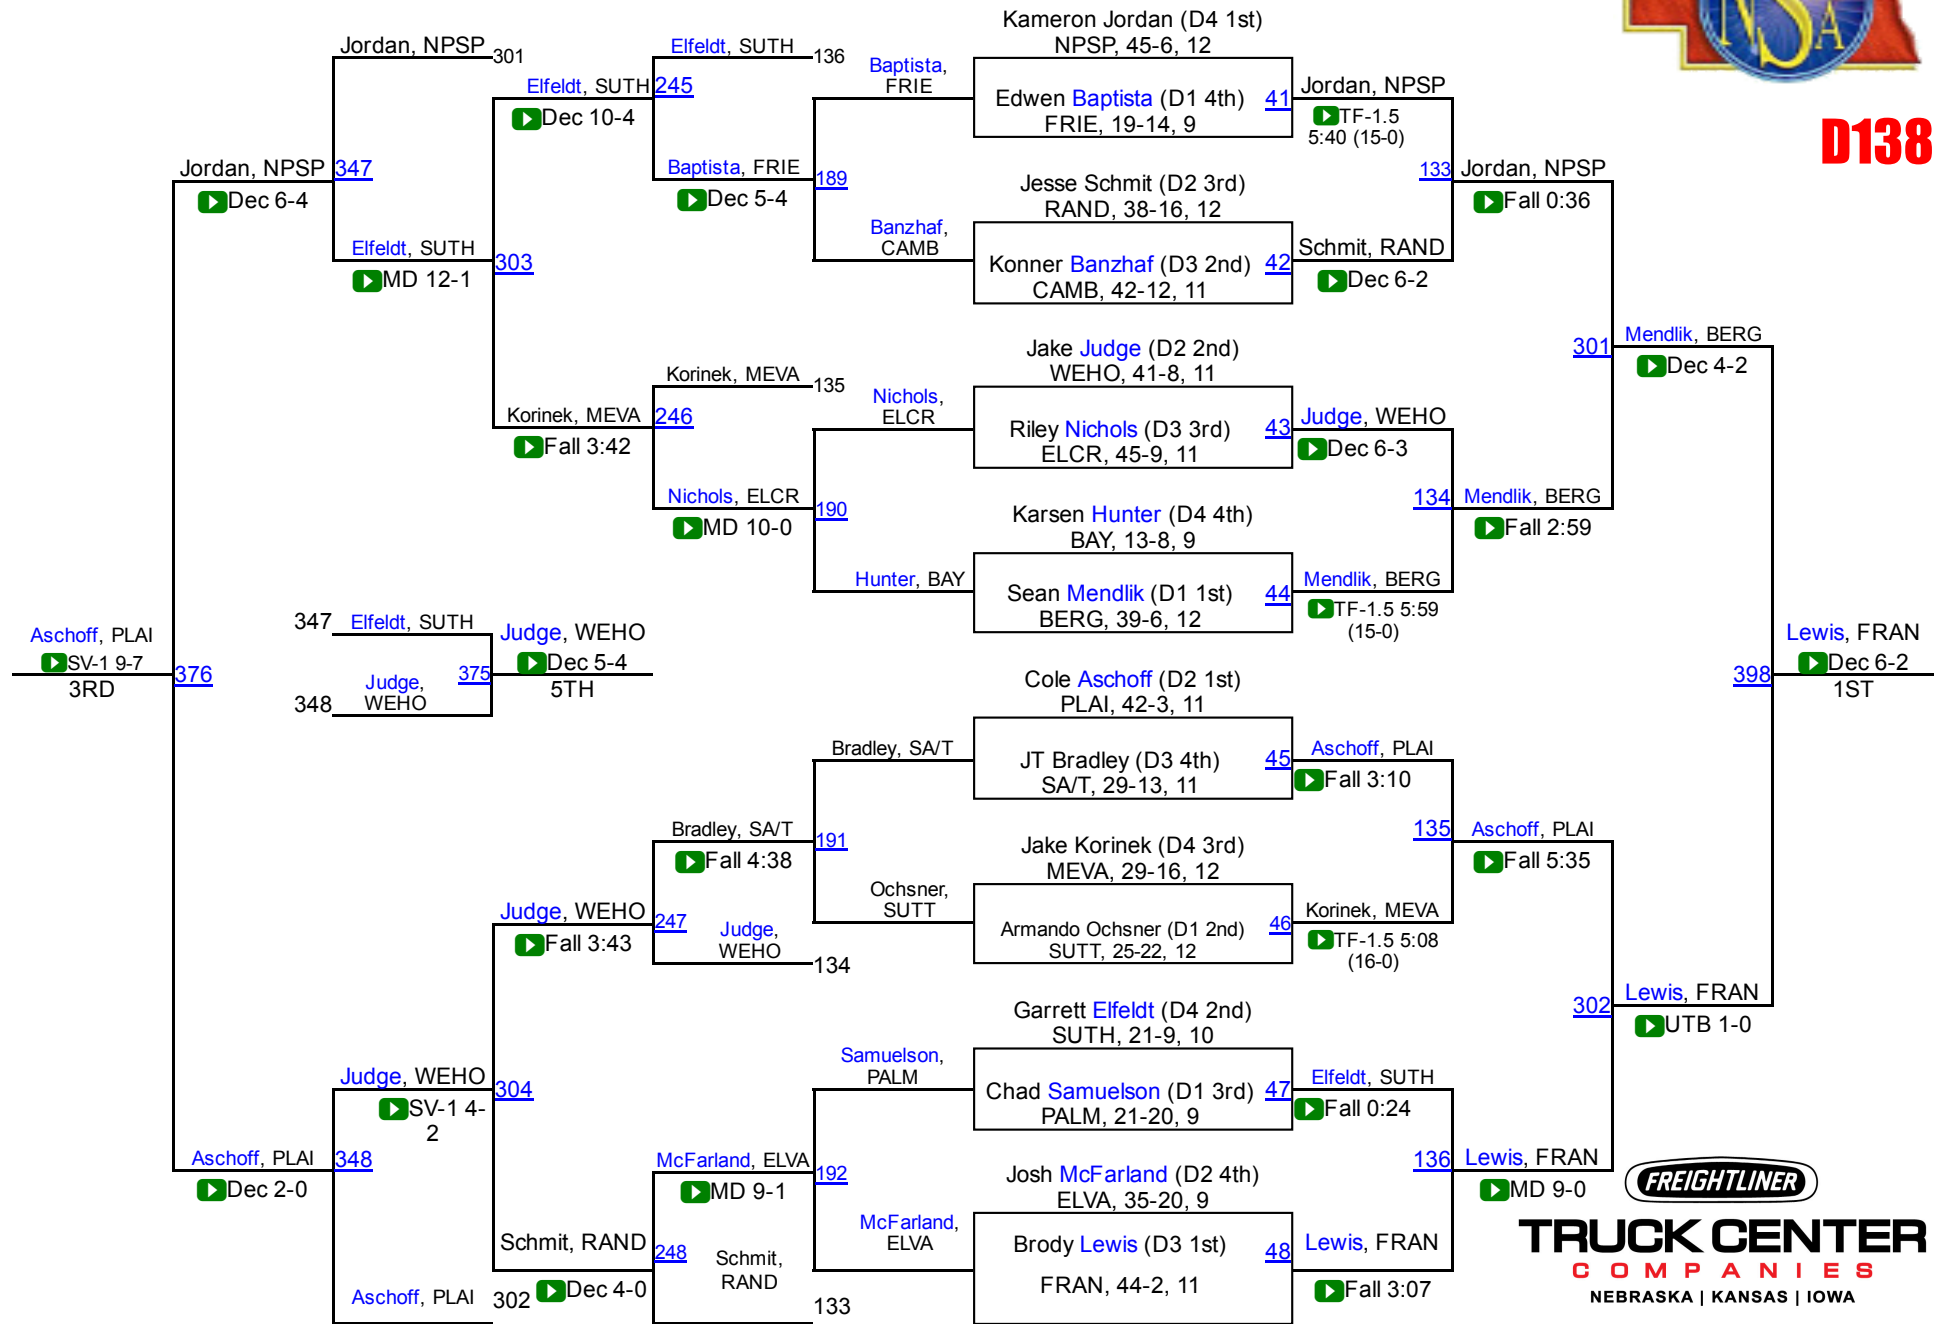 NSA
D138
Kameron Jordan (D4 1st)
NPSP, 45-6, 12
Edwen Baptista (D1 4th)
FRIE, 19-14, 9
41
Jesse Schmit (D2 3rd)
RAND, 38-16, 12
Konner Banzhaf (D3 2nd)
CAMB, 42-12, 11
42
Jake Judge (D2 2nd)
WEHO, 41-8, 11
Riley Nichols (D3 3rd)
ELCR, 45-9, 11
43
Karsen Hunter (D4 4th)
BAY, 13-8, 9
Sean Mendlik (D1 1st)
BERG, 39-6, 12
44
Cole Aschoff (D2 1st)
PLAI, 42-3, 11
JT Bradley (D3 4th)
SA/T, 29-13, 11
45
Jake Korinek (D4 3rd)
MEVA, 29-16, 12
Armando Ochsner (D1 2nd)
SUTT, 25-22, 12
46
Garrett Elfeldt (D4 2nd)
SUTH, 21-9, 10
Chad Samuelson (D1 3rd)
PALM, 21-20, 9
47
Josh McFarland (D2 4th)
ELVA, 35-20, 9
Brody Lewis (D3 1st)
FRAN, 44-2, 11
48
Jordan, NPSP
TF-1.5
5:40 (15-0)
133
Schmit, RAND
Dec 6-2
Judge, WEHO
Dec 6-3
134
Mendlik, BERG
TF-1.5 5:59
(15-0)
Aschoff, PLAI
Fall 3:10
135
Korinek, MEVA
TF-1.5 5:08
(16-0)
Elfeldt, SUTH
Fall 0:24
136
Lewis, FRAN
Fall 3:07
Jordan, NPSP
Fall 0:36
301
Mendlik, BERG
Fall 2:59
Aschoff, PLAI
Fall 5:35
302
Lewis, FRAN
MD 9-0
Mendlik, BERG
Dec 4-2
398
Lewis, FRAN
UTB 1-0
Lewis, FRAN
Dec 6-2
1ST
Baptista,
FRIE
189
Banzhaf,
CAMB
Nichols,
ELCR
190
Hunter, BAY
Bradley, SA/T
191
Ochsner,
SUTT
Samuelson,
PALM
192
McFarland,
ELVA
Elfeldt, SUTH
136
245
Baptista, FRIE
Dec 5-4
Korinek, MEVA
135
246
Nichols, ELCR
MD 10-0
Bradley, SA/T
Fall 4:38
247
Judge,
WEHO
134
McFarland, ELVA
MD 9-1
248
Schmit,
RAND
133
Elfeldt, SUTH
Dec 10-4
303
Korinek, MEVA
Fall 3:42
Judge, WEHO
Fall 3:43
304
Schmit, RAND
Dec 4-0
Jordan, NPSP
301
347
Elfeldt, SUTH
MD 12-1
Judge, WEHO
SV-1 4-
2
348
Aschoff, PLAI
302
Jordan, NPSP
Dec 6-4
376
Aschoff, PLAI
Dec 2-0
Aschoff, PLAI
SV-1 9-7
3RD
347
Elfeldt, SUTH
375
348
Judge,
WEHO
Judge, WEHO
Dec 5-4
5TH
FREIGHTLINER
TRUCK CENTER
COMPANIES
NEBRASKA | KANSAS | IOWA